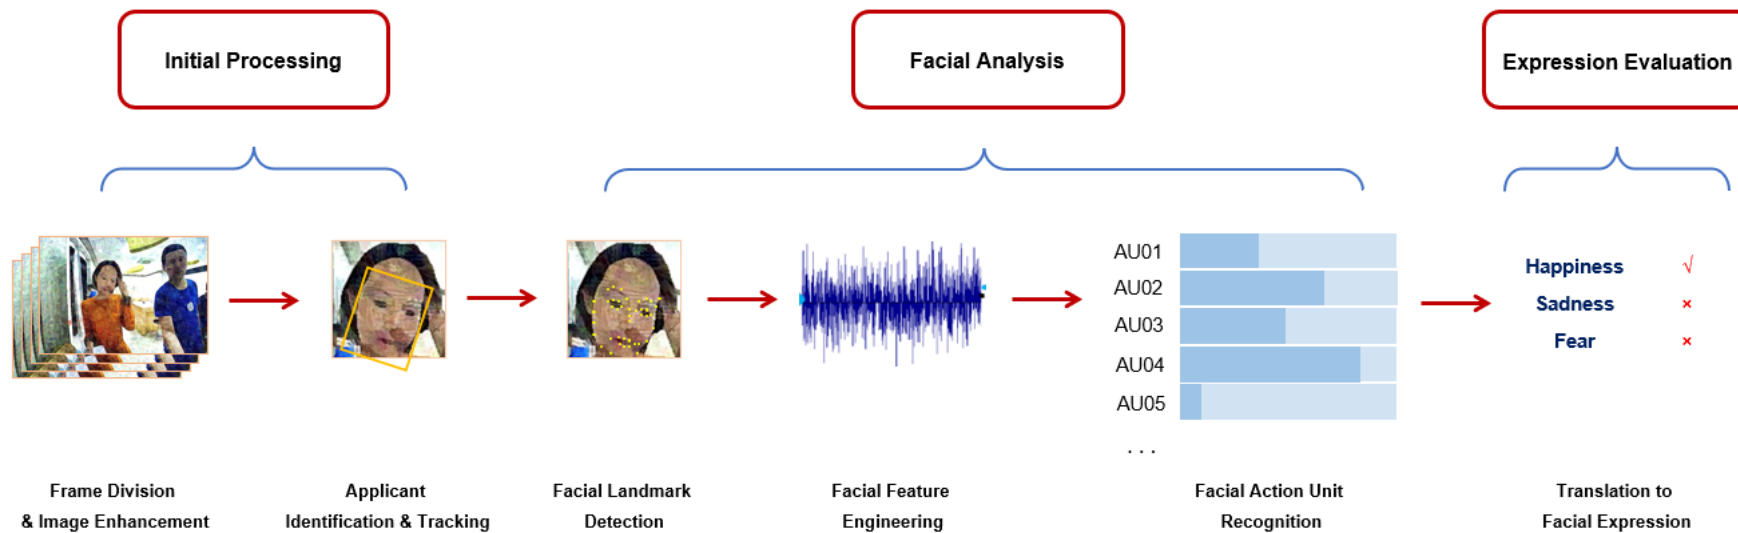 Initial Processing
Facial Analysis
Expression Evaluation
AU01
AU02
AU03
AU04
AU05
. . .
Happiness √
Sadness ×
Fear ×
Frame Division
& Image Enhancement
Applicant
Identification & Tracking
Facial Landmark
Detection
Facial Feature
Engineering
Facial Action Unit
Recognition
Translation to
Facial Expression